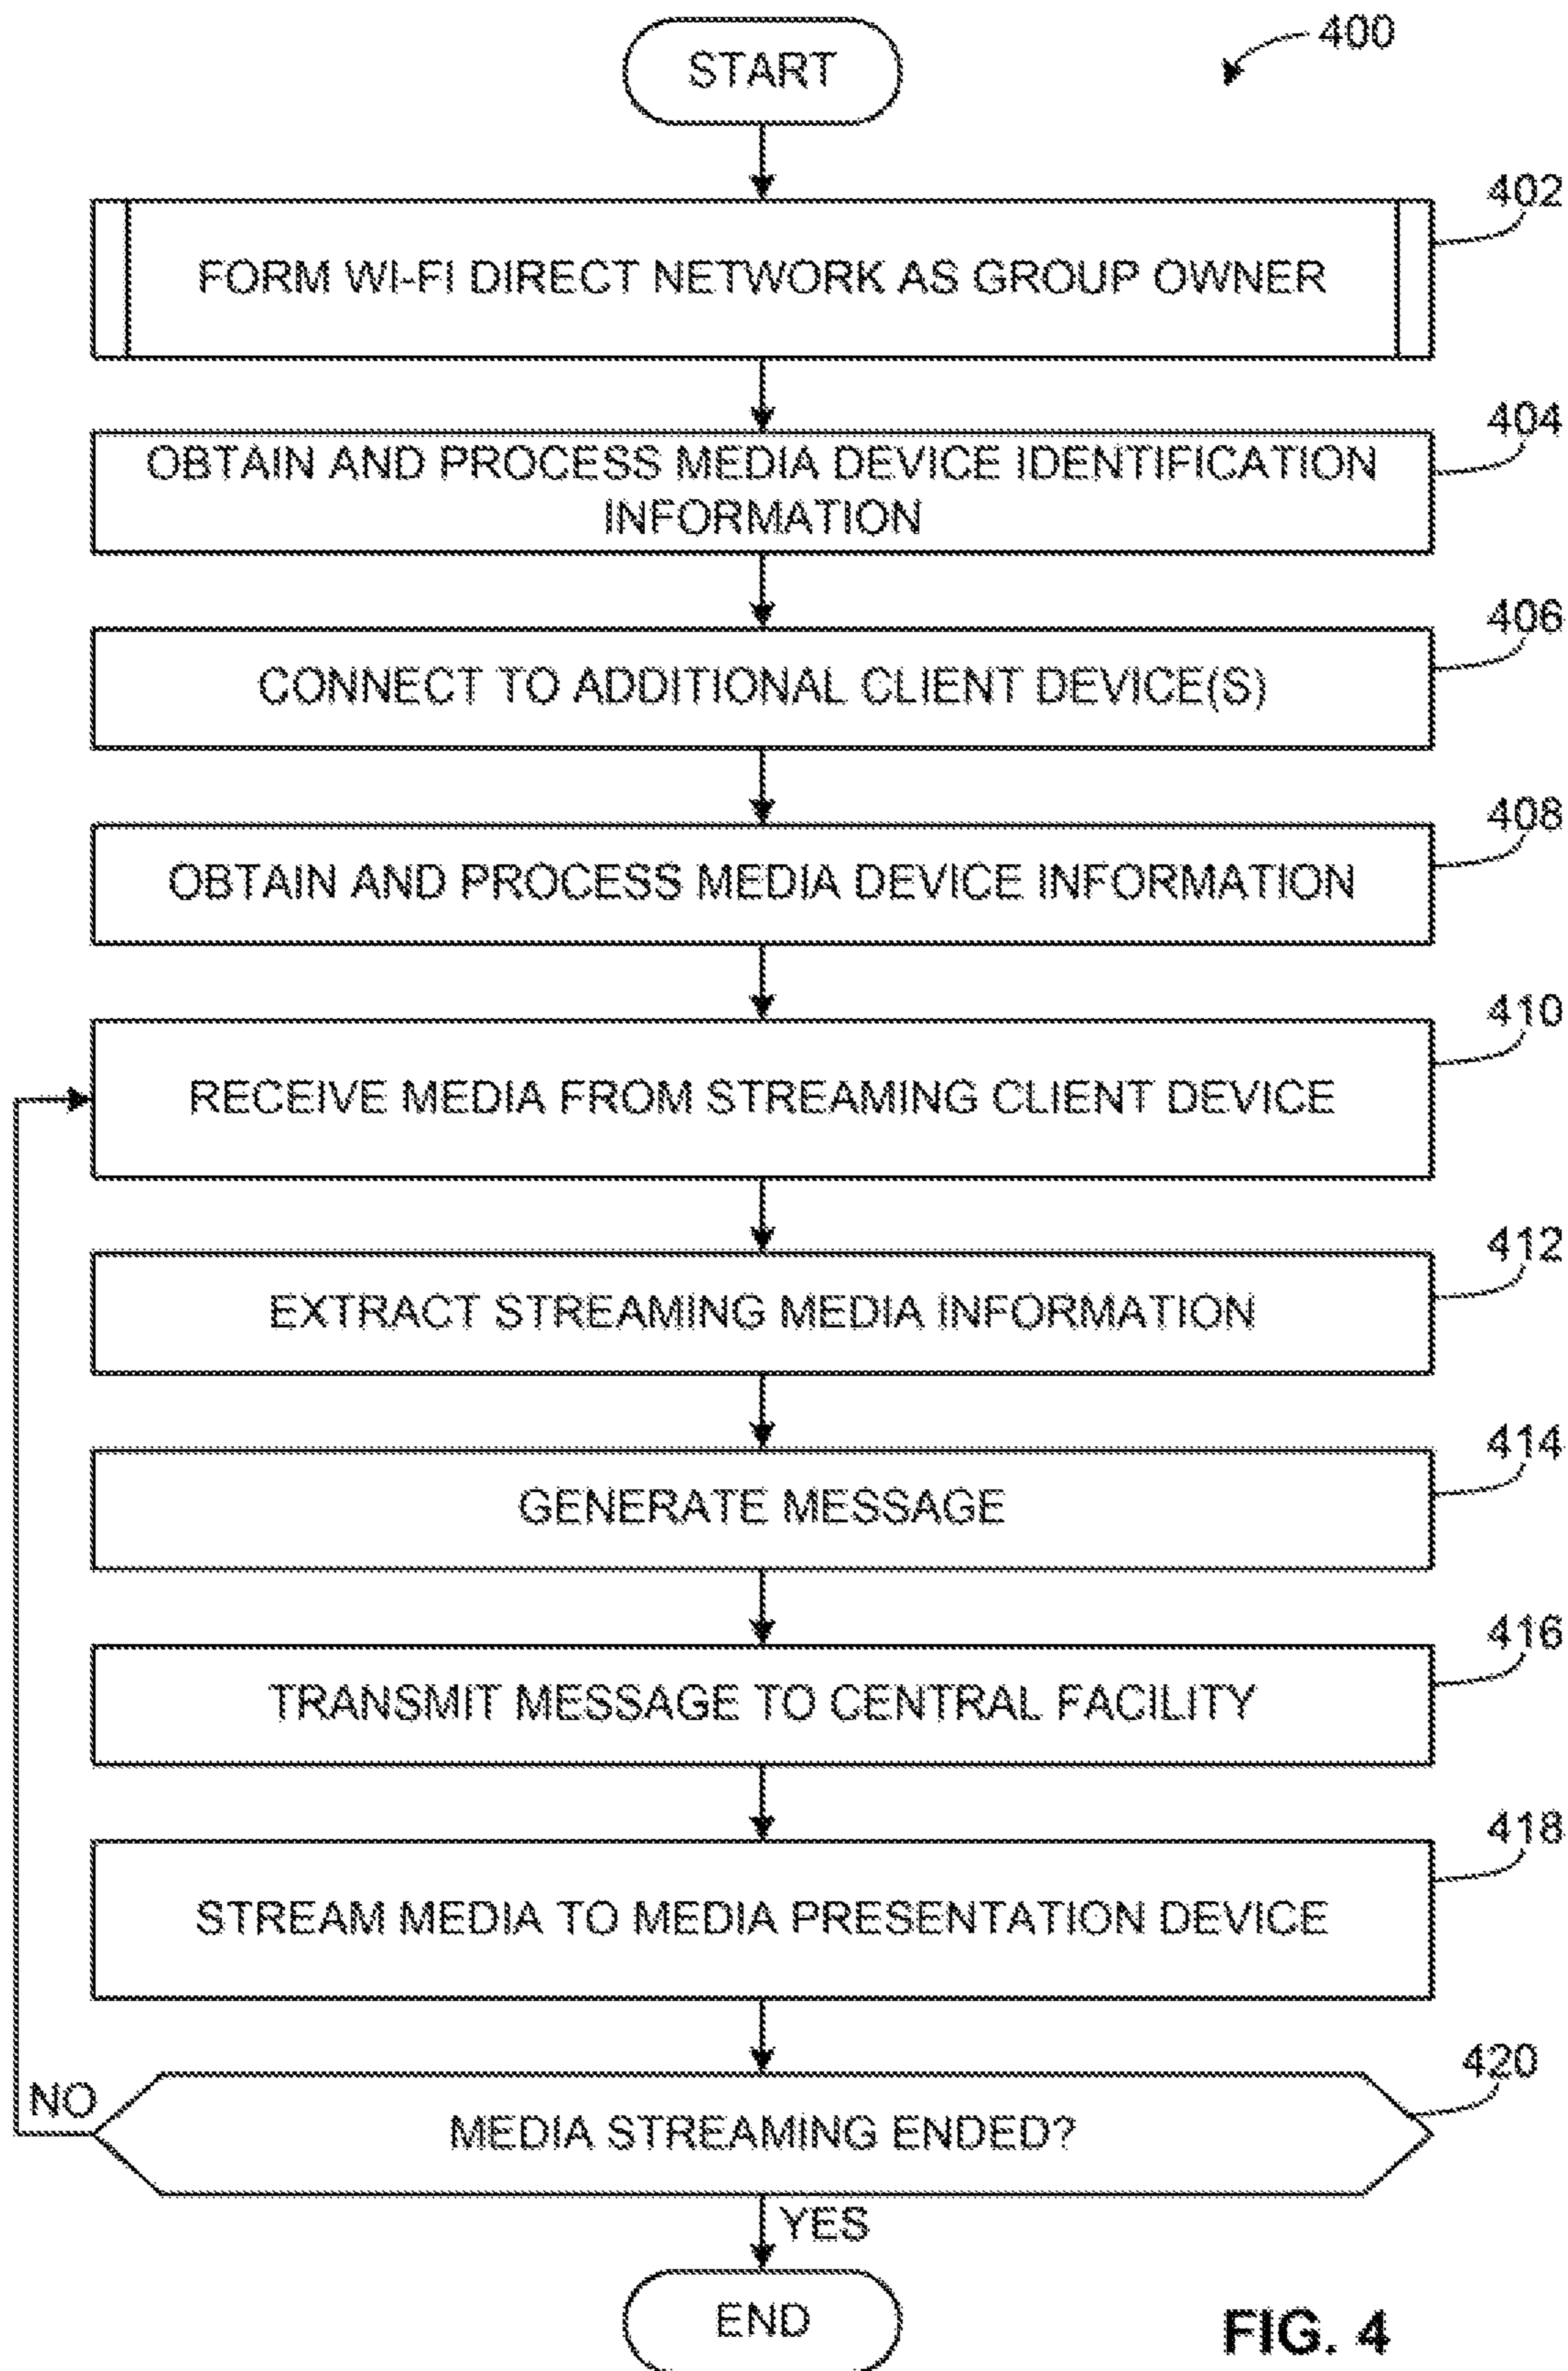 START
400
402
FORM WI-FI DIRECT NETWORK AS GROUP OWNER
404
OBTAIN AND PROCESS MEDIA DEVICE IDENTIFICATION
INFORMATION
406
CONNECT TO ADDITIONAL CLIENT DEVICE(S)
408
OBTAIN AND PROCESS MEDIA DEVICE INFORMATION
410
RECEIVE MEDIA FROM STREAMING CLIENT DEVICE
412
EXTRACT STREAMING MEDIA INFORMATION
414
GENERATE MESSAGE
416
TRANSMIT MESSAGE TO CENTRAL FACILITY
418
STREAM MEDIA TO MEDIA PRESENTATION DEVICE
420
NO
MEDIA STREAMING ENDED?
YES
END
FIG. 4